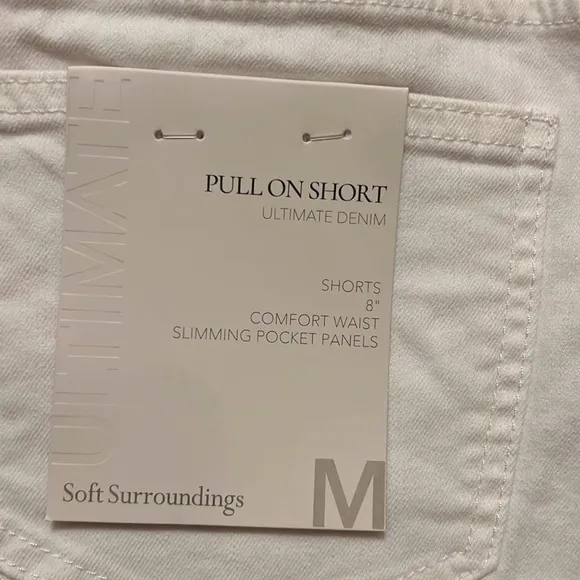 ULTIMATE
PULL ON SHORT
ULTIMATE DENIM
SHORTS
8"
COMFORT WAIST
SLIMMING POCKET PANELS
Soft Surroundings
M